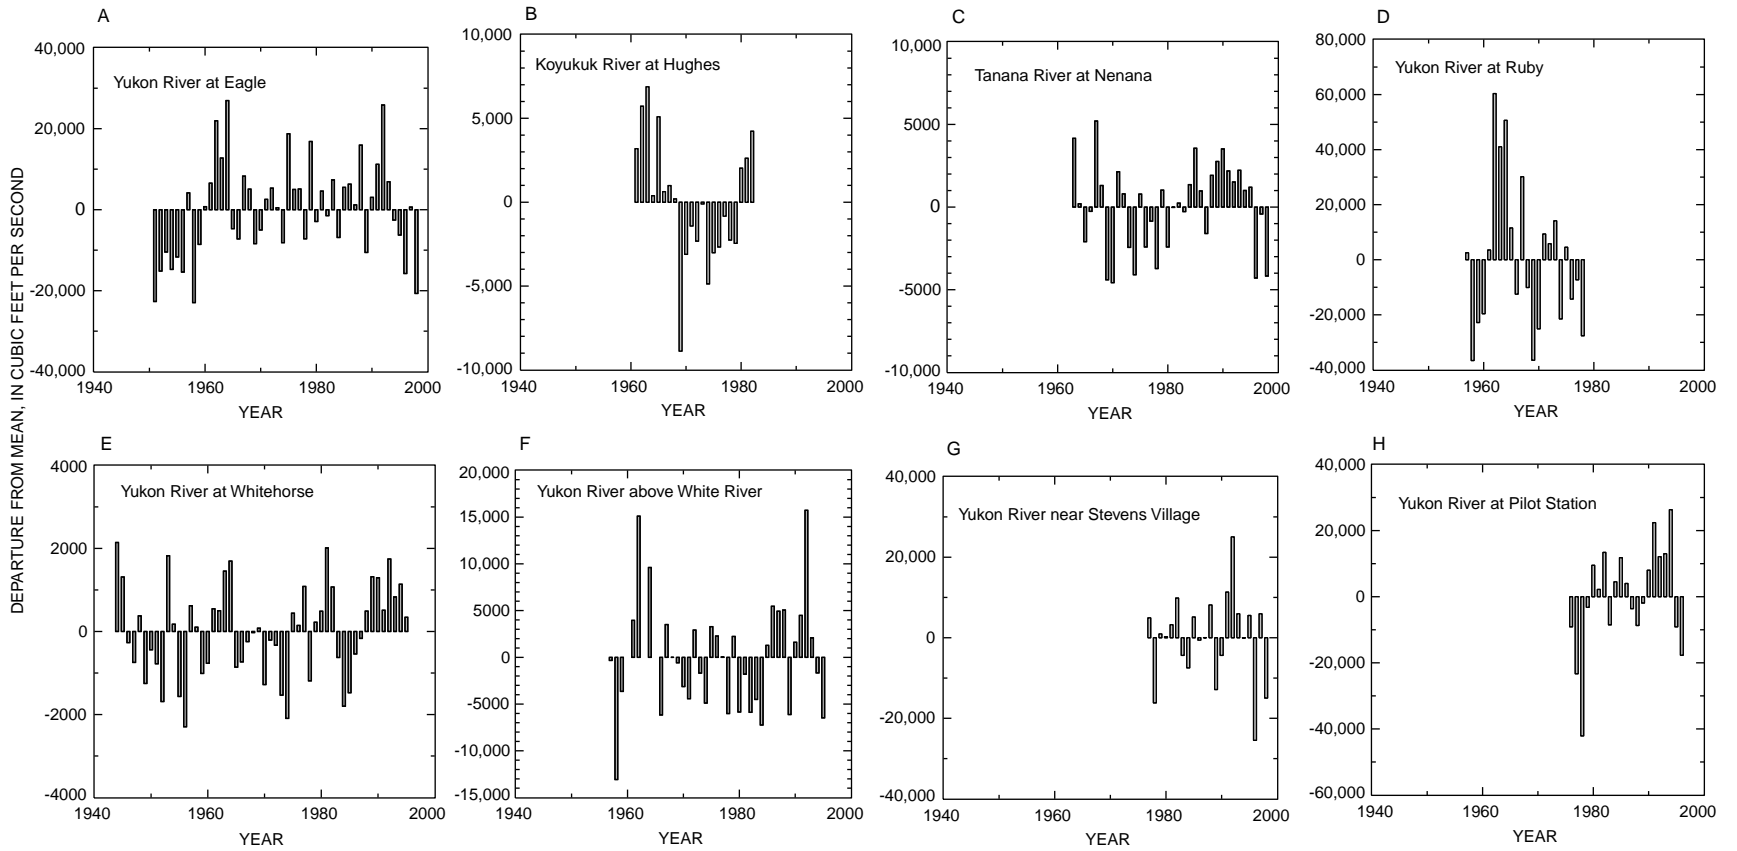 DEPARTURE FROM MEAN, IN CUBIC FEET PER SECOND
A
40,000
20,000
0
-20,000
-40,000
Yukon River at Eagle
1940 1960 1980 2000
YEAR
B
10,000
5,000
0
-5,000
-10,000
Koyukuk River at Hughes
1940 1960 1980 2000
YEAR
C
10,000
5000
0
-5000
-10,000
Tanana River at Nenana
1940 1960 1980 2000
YEAR
D
80,000
60,000
40,000
20,000
0
-20,000
-40,000
Yukon River at Ruby
1940 1960 1980 2000
YEAR
E
4000
2000
0
-2000
-4000
Yukon River at Whitehorse
1940 1960 1980 2000
YEAR
F
20,000
15,000
10,000
5000
0
-5000
-10,000
-15,000
Yukon River above White River
1940 1960 1980 2000
YEAR
G
40,000
20,000
0
-20,000
-40,000
Yukon River near Stevens Village
1940 1960 1980 2000
YEAR
H
40,000
20,000
0
-20,000
-40,000
-60,000
Yukon River at Pilot Station
1940 1960 1980 2000
YEAR